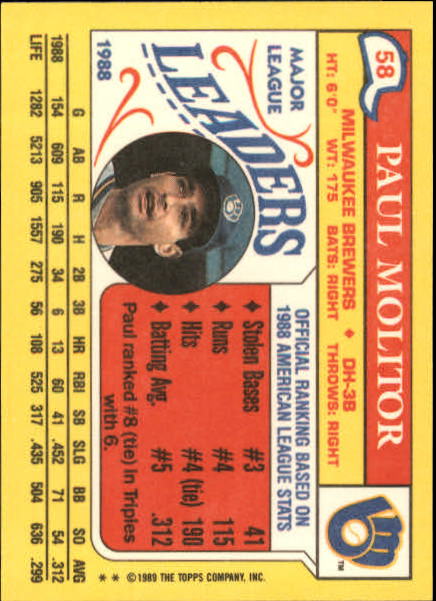 58
PAUL MOLITOR
MILWAUKEE BREWERS ♦ DH-3B
HT: 6'0" WT: 175 BATS: RIGHT THROWS: RIGHT
TM
MAJOR
LEAGUE
LEADERS
1988
OFFICIAL RANKING BASED ON
1988 AMERICAN LEAGUE STATS
♦ Stolen Bases #3 41
♦ Runs #4 115
♦ Hits #4 (tie) 190
♦ Batting Avg. #5 .312
Paul ranked #8 (tie) in Triples
with 6.
G AB R H 2B 3B HR RBI SB SLG BB SO AVG
1988 154 609 115 190 34 6 13 60 41 .452 71 54 .312
LIFE 1282 5213 905 1557 275 56 108 525 317 .435 504 636 .299
* * ©1989 THE TOPPS COMPANY, INC.